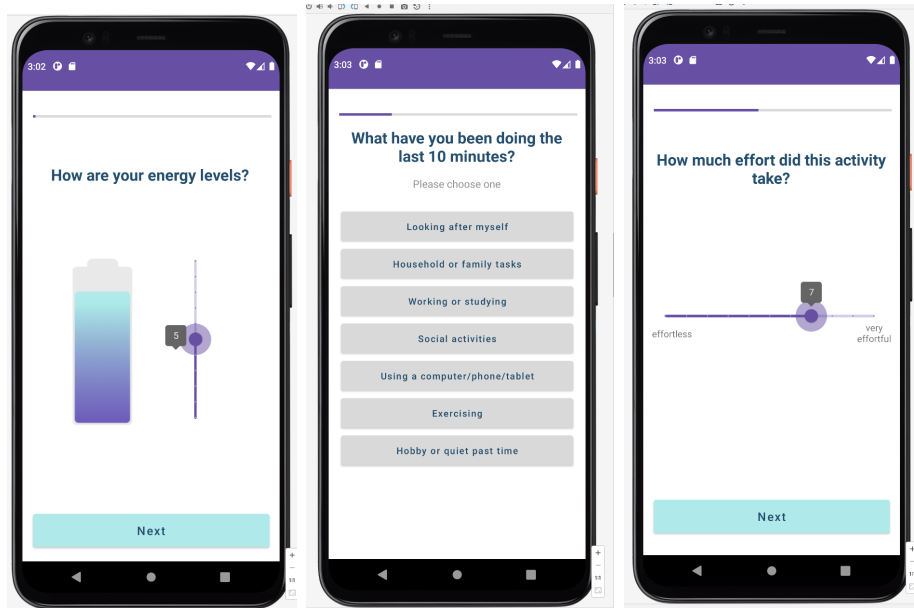 3:02
How are your energy levels?
5
Next
3:03
What have you been doing the
last 10 minutes?
Please choose one
Looking after myself
Household or family tasks
Working or studying
Social activities
Using a computer/phone/tablet
Exercising
Hobby or quiet past time
3:03
How much effort did this activity
take?
7
effortless
very
effortful
Next